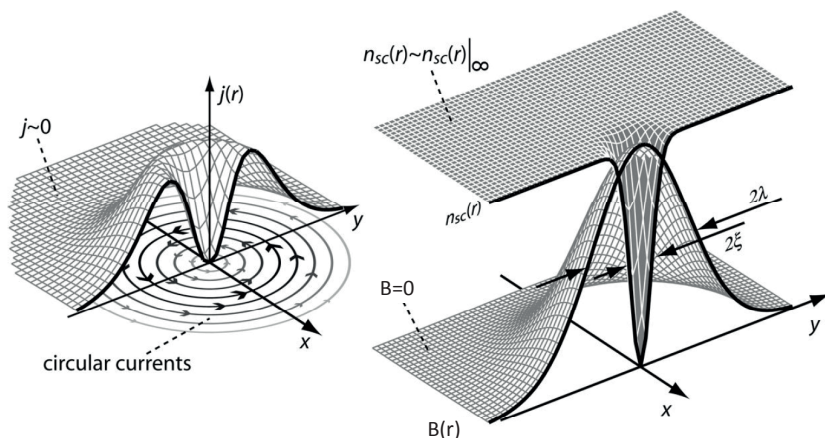 j(r)
j~0
y
x
circular currents
n_sc(r)~n_sc(r)|∞
n_sc(r)
2λ
2ξ
B=0
y
x
B(r)